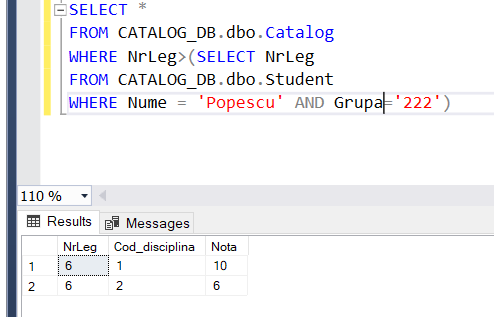 SELECT *
FROM CATALOG_DB.dbo.Catalog
WHERE NrLeg>(SELECT NrLeg
FROM CATALOG_DB.dbo.Student
WHERE Nume = 'Popescu' AND Grupa='222')
110 %
Results Messages
NrLeg Cod_disciplina Nota
1 6 1 10
2 6 2 6